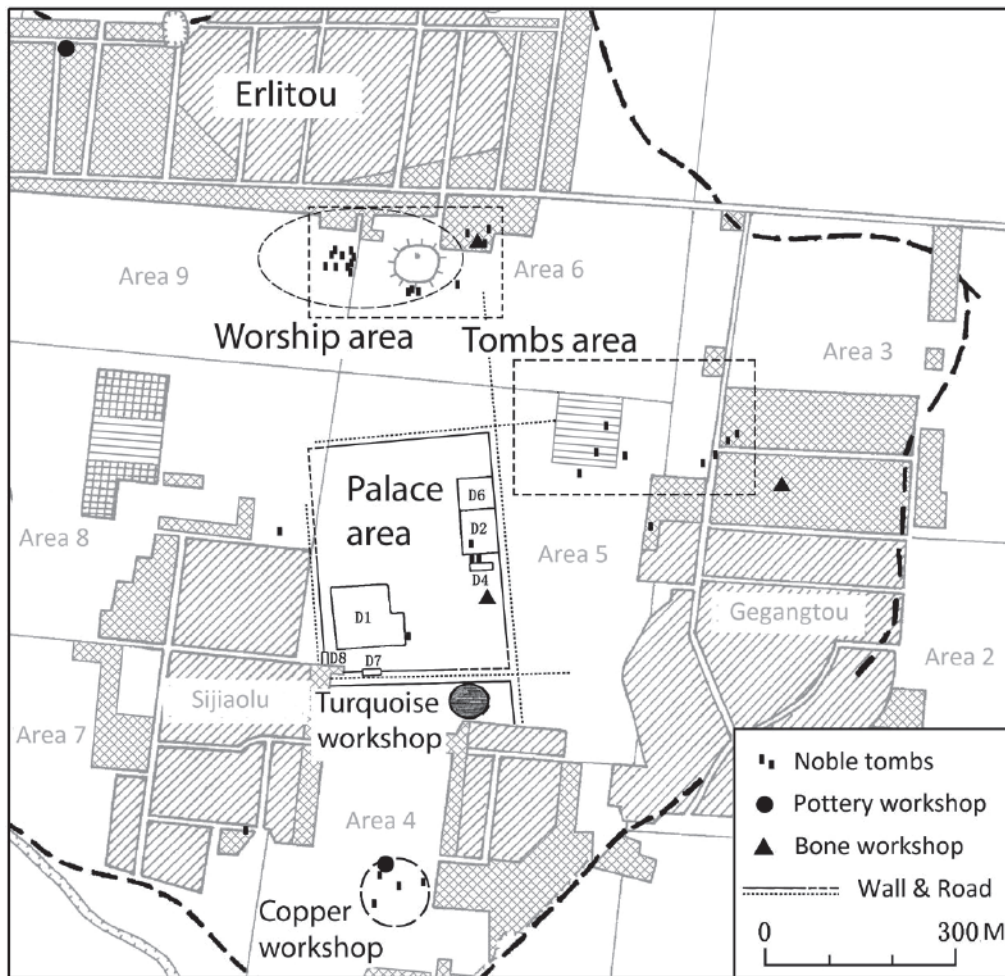 Erlitou
Area 9
Area 6
Worship area
Tombs area
Area 3
Palace
area
D6
D2
D4
D1
D8
D7
Area 8
Area 5
Gegangtou
Area 2
Sijiaolu
Turquoise
workshop
Area 7
Area 4
Copper
workshop
Noble tombs
Pottery workshop
Bone workshop
Wall & Road
0
300 M